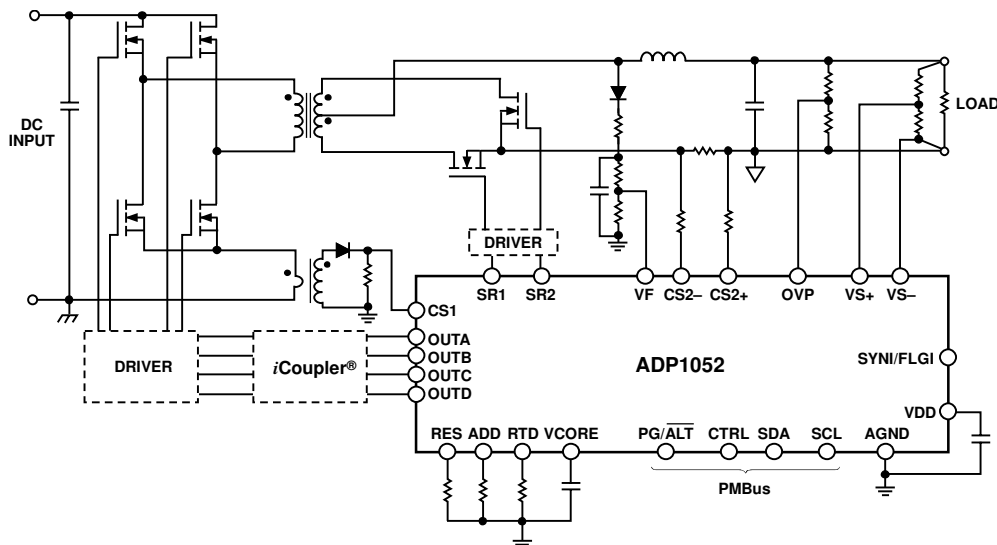 DC
INPUT
LOAD
DRIVER
SR1 SR2 VF CS2– CS2+ OVP VS+ VS–
CS1
OUTA
OUTB
OUTC
OUTD
DRIVER
iCoupler®
ADP1052
SYNI/FLGI
VDD
RES ADD RTD VCORE PG/ALT CTRL SDA SCL AGND
PMBus